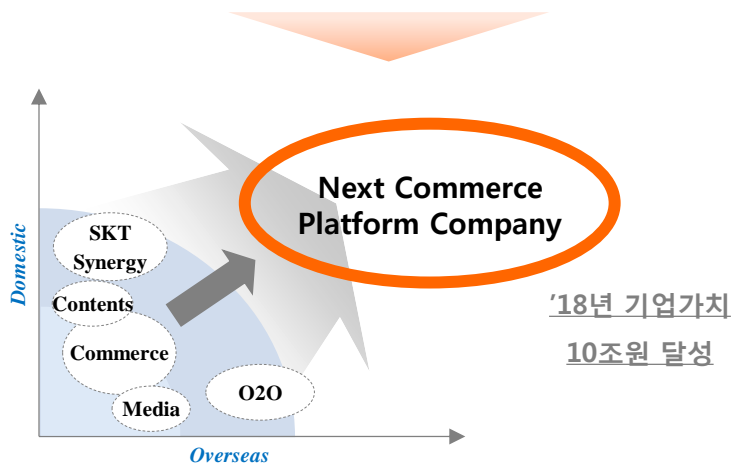 Next Commerce
Platform Company
Domestic
SKT
Synergy
Contents
Commerce
Media
O2O
’18년 기업가치
10조원 달성
Overseas